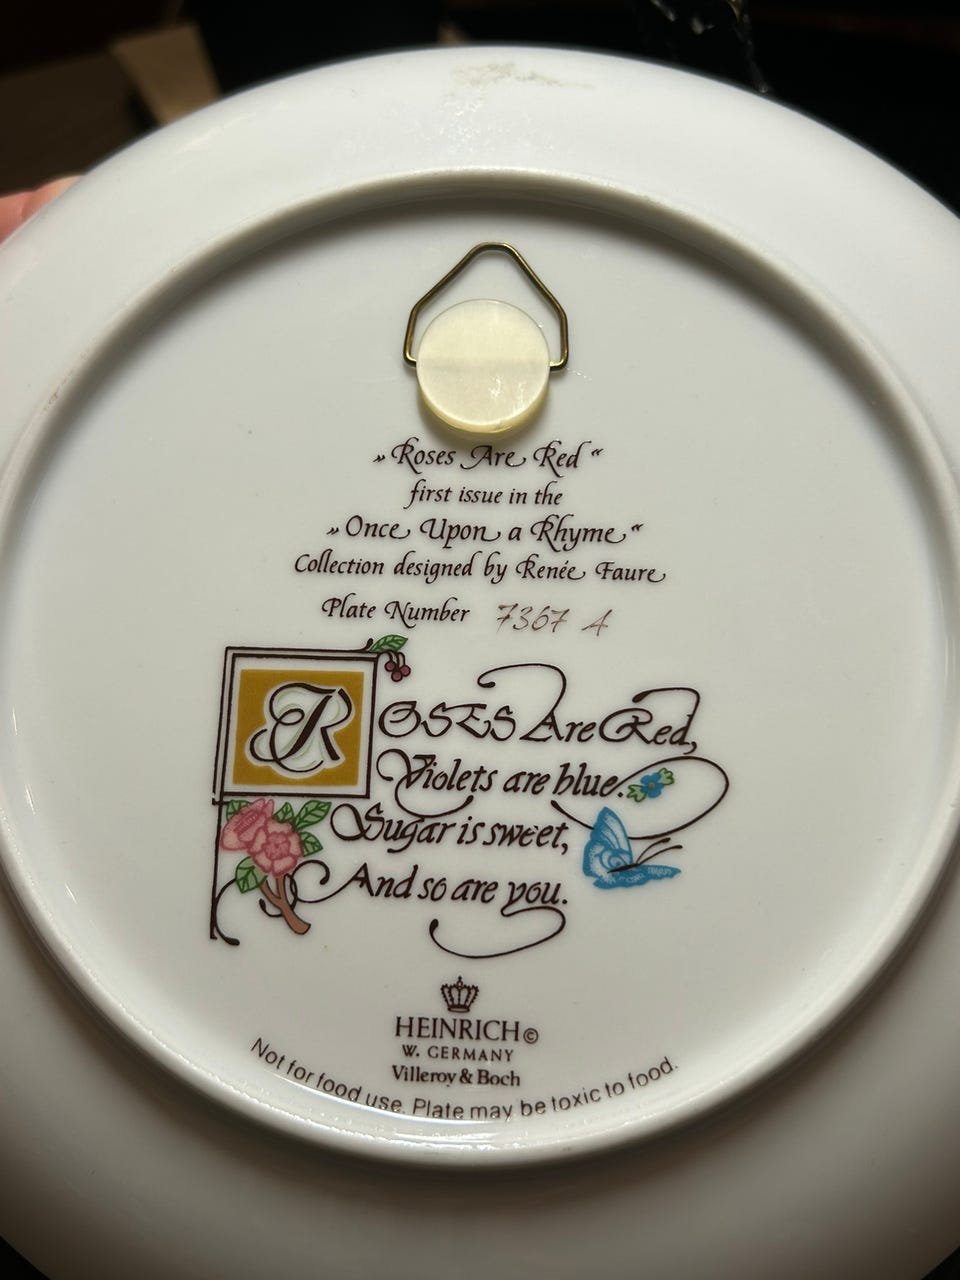 „Roses Are Red“
first issue in the
„Once Upon a Rhyme“
Collection designed by Renée Faure
Plate Number 7367 A
ROSES Are Red,
Violets are blue.
Sugar is sweet,
And so are you.
HEINRICH©
W. GERMANY
Villeroy & Boch
Not for food use. Plate may be toxic to food.